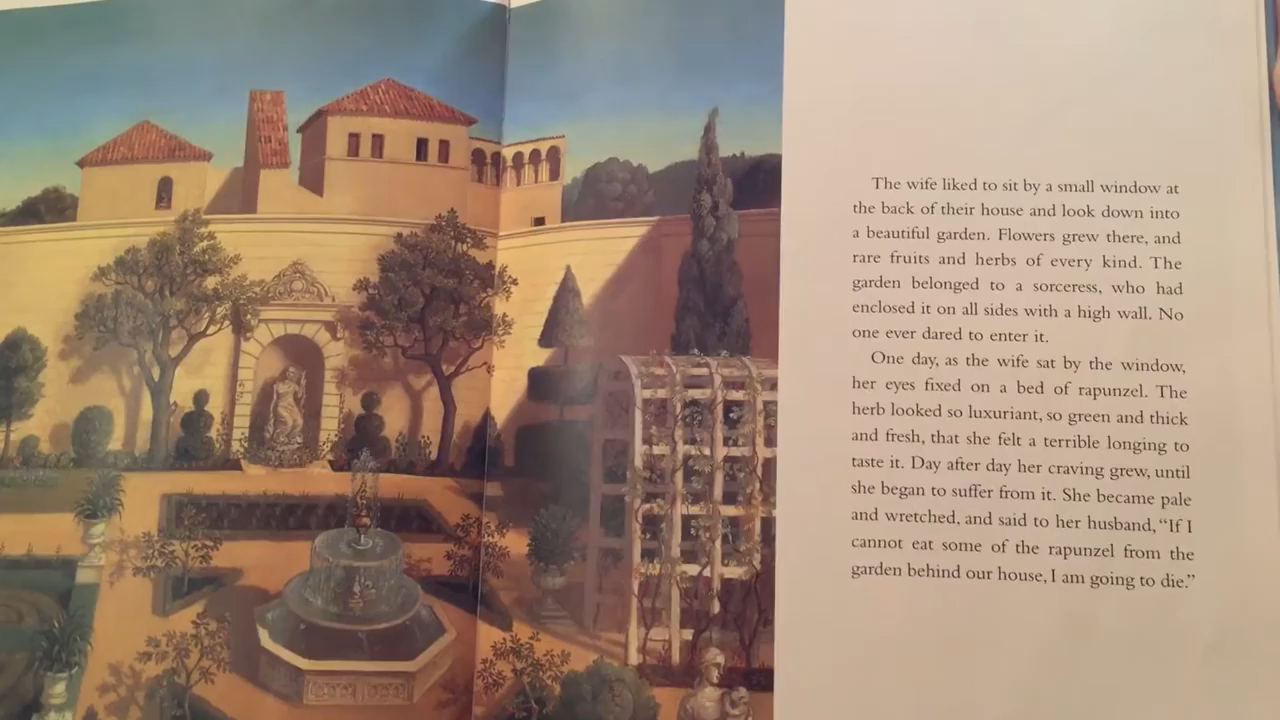 The wife liked to sit by a small window at
the back of their house and look down into
a beautiful garden. Flowers grew there, and
rare fruits and herbs of every kind. The
garden belonged to a sorceress, who had
enclosed it on all sides with a high wall. No
one ever dared to enter it.
One day, as the wife sat by the window,
her eyes fixed on a bed of rapunzel. The
herb looked so luxuriant, so green and thick
and fresh, that she felt a terrible longing to
taste it. Day after day her craving grew, until
she began to suffer from it. She became pale
and wretched, and said to her husband, “If I
cannot eat some of the rapunzel from the
garden behind our house, I am going to die.”